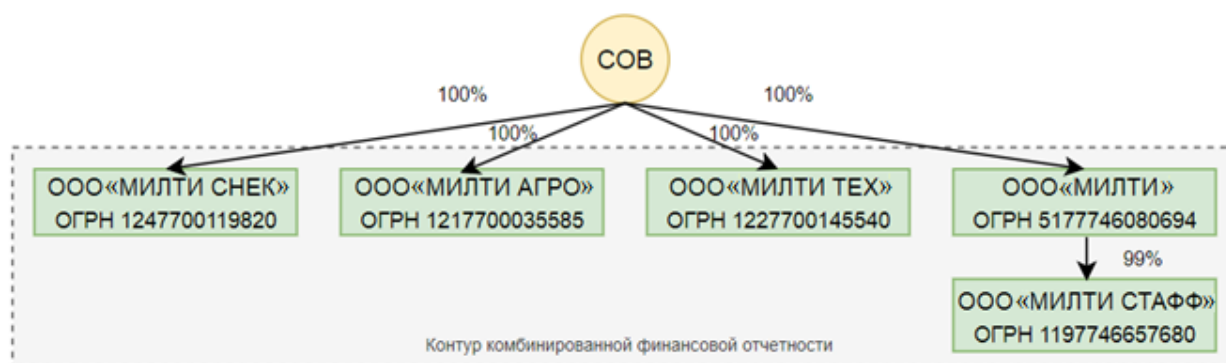 СОВ
100%
100%
100%
100%
ООО«МИЛТИ СНЕК»
ОГРН 1247700119820
ООО«МИЛТИ АГРО»
ОГРН 1217700035585
ООО«МИЛТИ ТЕХ»
ОГРН 1227700145540
ООО«МИЛТИ»
ОГРН 5177746080694
99%
ООО«МИЛТИ СТАФФ»
ОГРН 1197746657680
Контур комбинированной финансовой отчетности